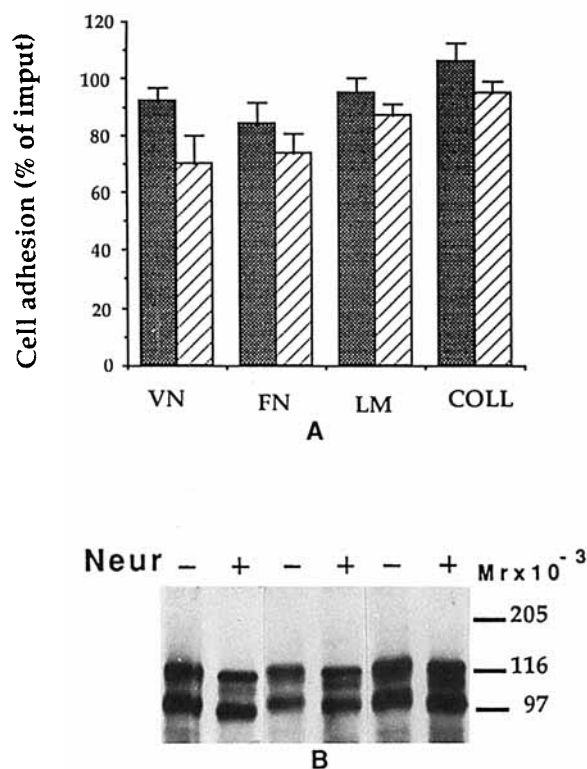 Cell adhesion (% of imput)
120
100
80
60
40
20
0
VN FN LM COLL
A
Neur − + − + − + Mrx10⁻³
205
116
97
B